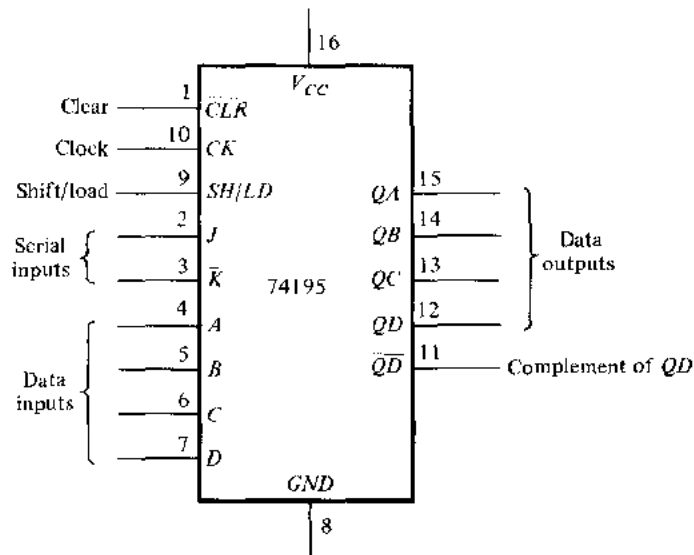 16
V_CC
Clear 1 C̅L̅R̅
Clock 10 CK
Shift/load 9 SH/LD QA 15
2 J QB 14
Serial inputs
Data outputs
3 K̅ 74195 QC 13
4 A QD 12
5 B Q̅D̅ 11 Complement of QD
Data inputs
6 C
7 D
GND
8